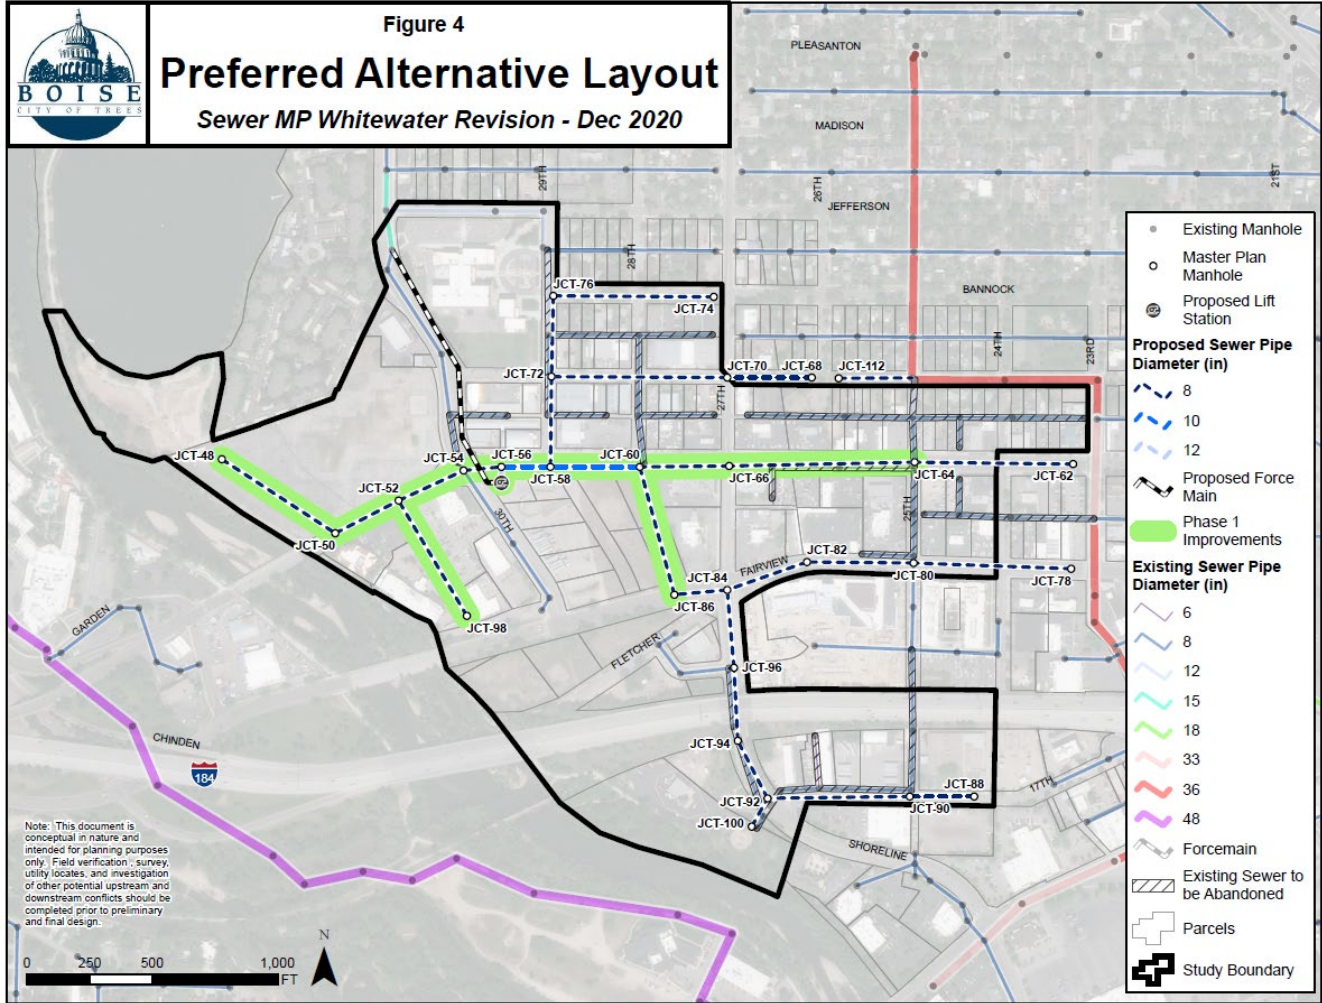 BOISE
CITY OF TREES
Figure 4
Preferred Alternative Layout
Sewer MP Whitewater Revision - Dec 2020
PLEASANTON
MADISON
29TH
26TH
21ST
JEFFERSON
28TH
BANNOCK
24TH
23RD
27TH
25TH
30TH
JCT-76
JCT-74
JCT-72
JCT-70
JCT-68
JCT-112
JCT-48
JCT-54
JCT-56
JCT-58
JCT-60
JCT-66
JCT-64
JCT-62
JCT-52
JCT-50
FAIRVIEW
JCT-82
JCT-80
JCT-78
JCT-84
JCT-86
JCT-98
GARDEN
FLETCHER
JCT-96
CHINDEN
184
JCT-94
JCT-92
JCT-88
JCT-90
17TH
JCT-100
SHORELINE
Existing Manhole
Master Plan
Manhole
Proposed Lift
Station
Proposed Sewer Pipe
Diameter (in)
8
10
12
Proposed Force
Main
Phase 1
Improvements
Existing Sewer Pipe
Diameter (in)
6
8
12
15
18
33
36
48
Forcemain
Existing Sewer to
be Abandoned
Parcels
Study Boundary
Note: This document is
conceptual in nature and
intended for planning purposes
only. Field verification, survey,
utility locates, and investigation
of other potential upstream and
downstream conflicts should be
completed prior to preliminary
and final design.
N
0 250 500 1,000
FT